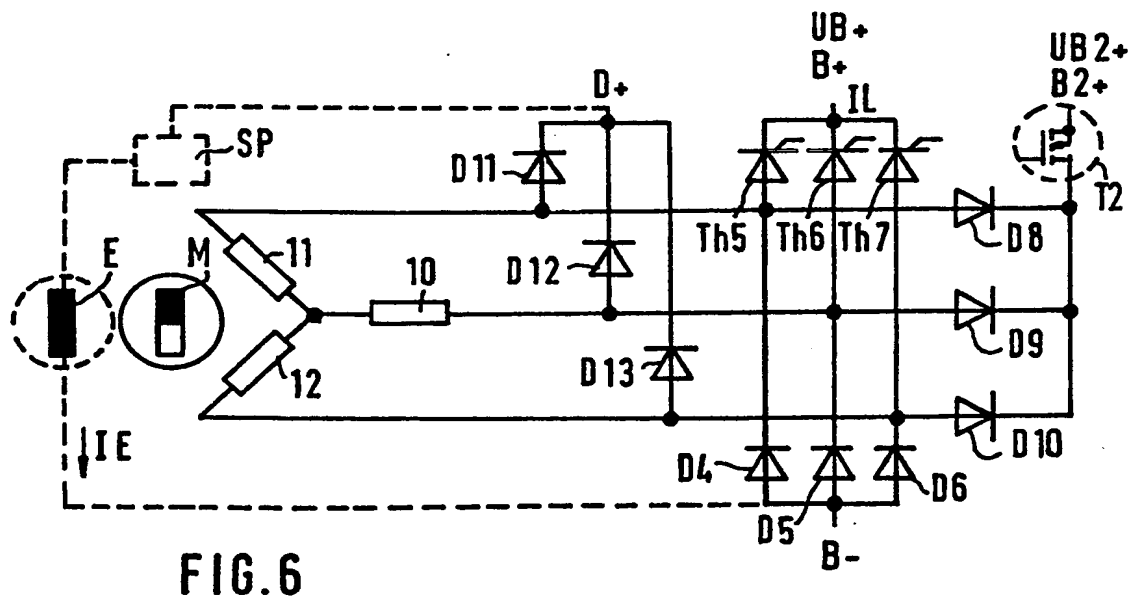 UB+
B+
IL
UB2+
B2+
T2
D+
SP
D11
E
M
11
10
D12
12
D13
Th5
Th6
Th7
D8
D9
D10
IE
D4
D5
D6
B-
FIG.6